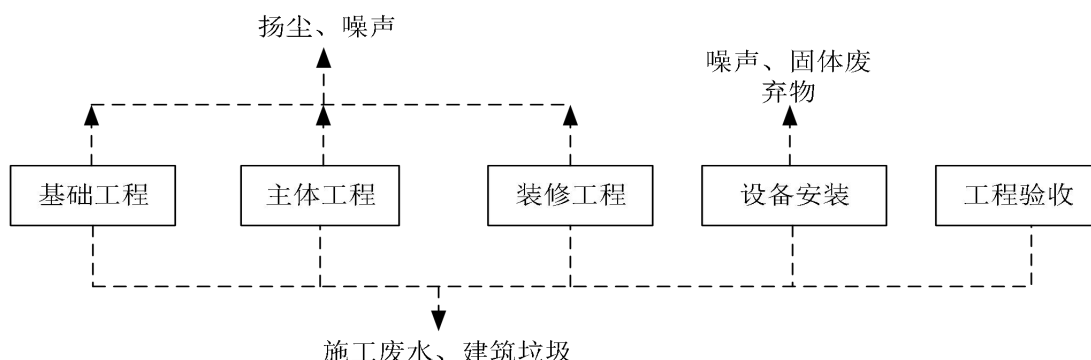 扬尘、噪声
噪声、固体废
弃物
基础工程
主体工程
装修工程
设备安装
工程验收
施工废水、建筑垃圾